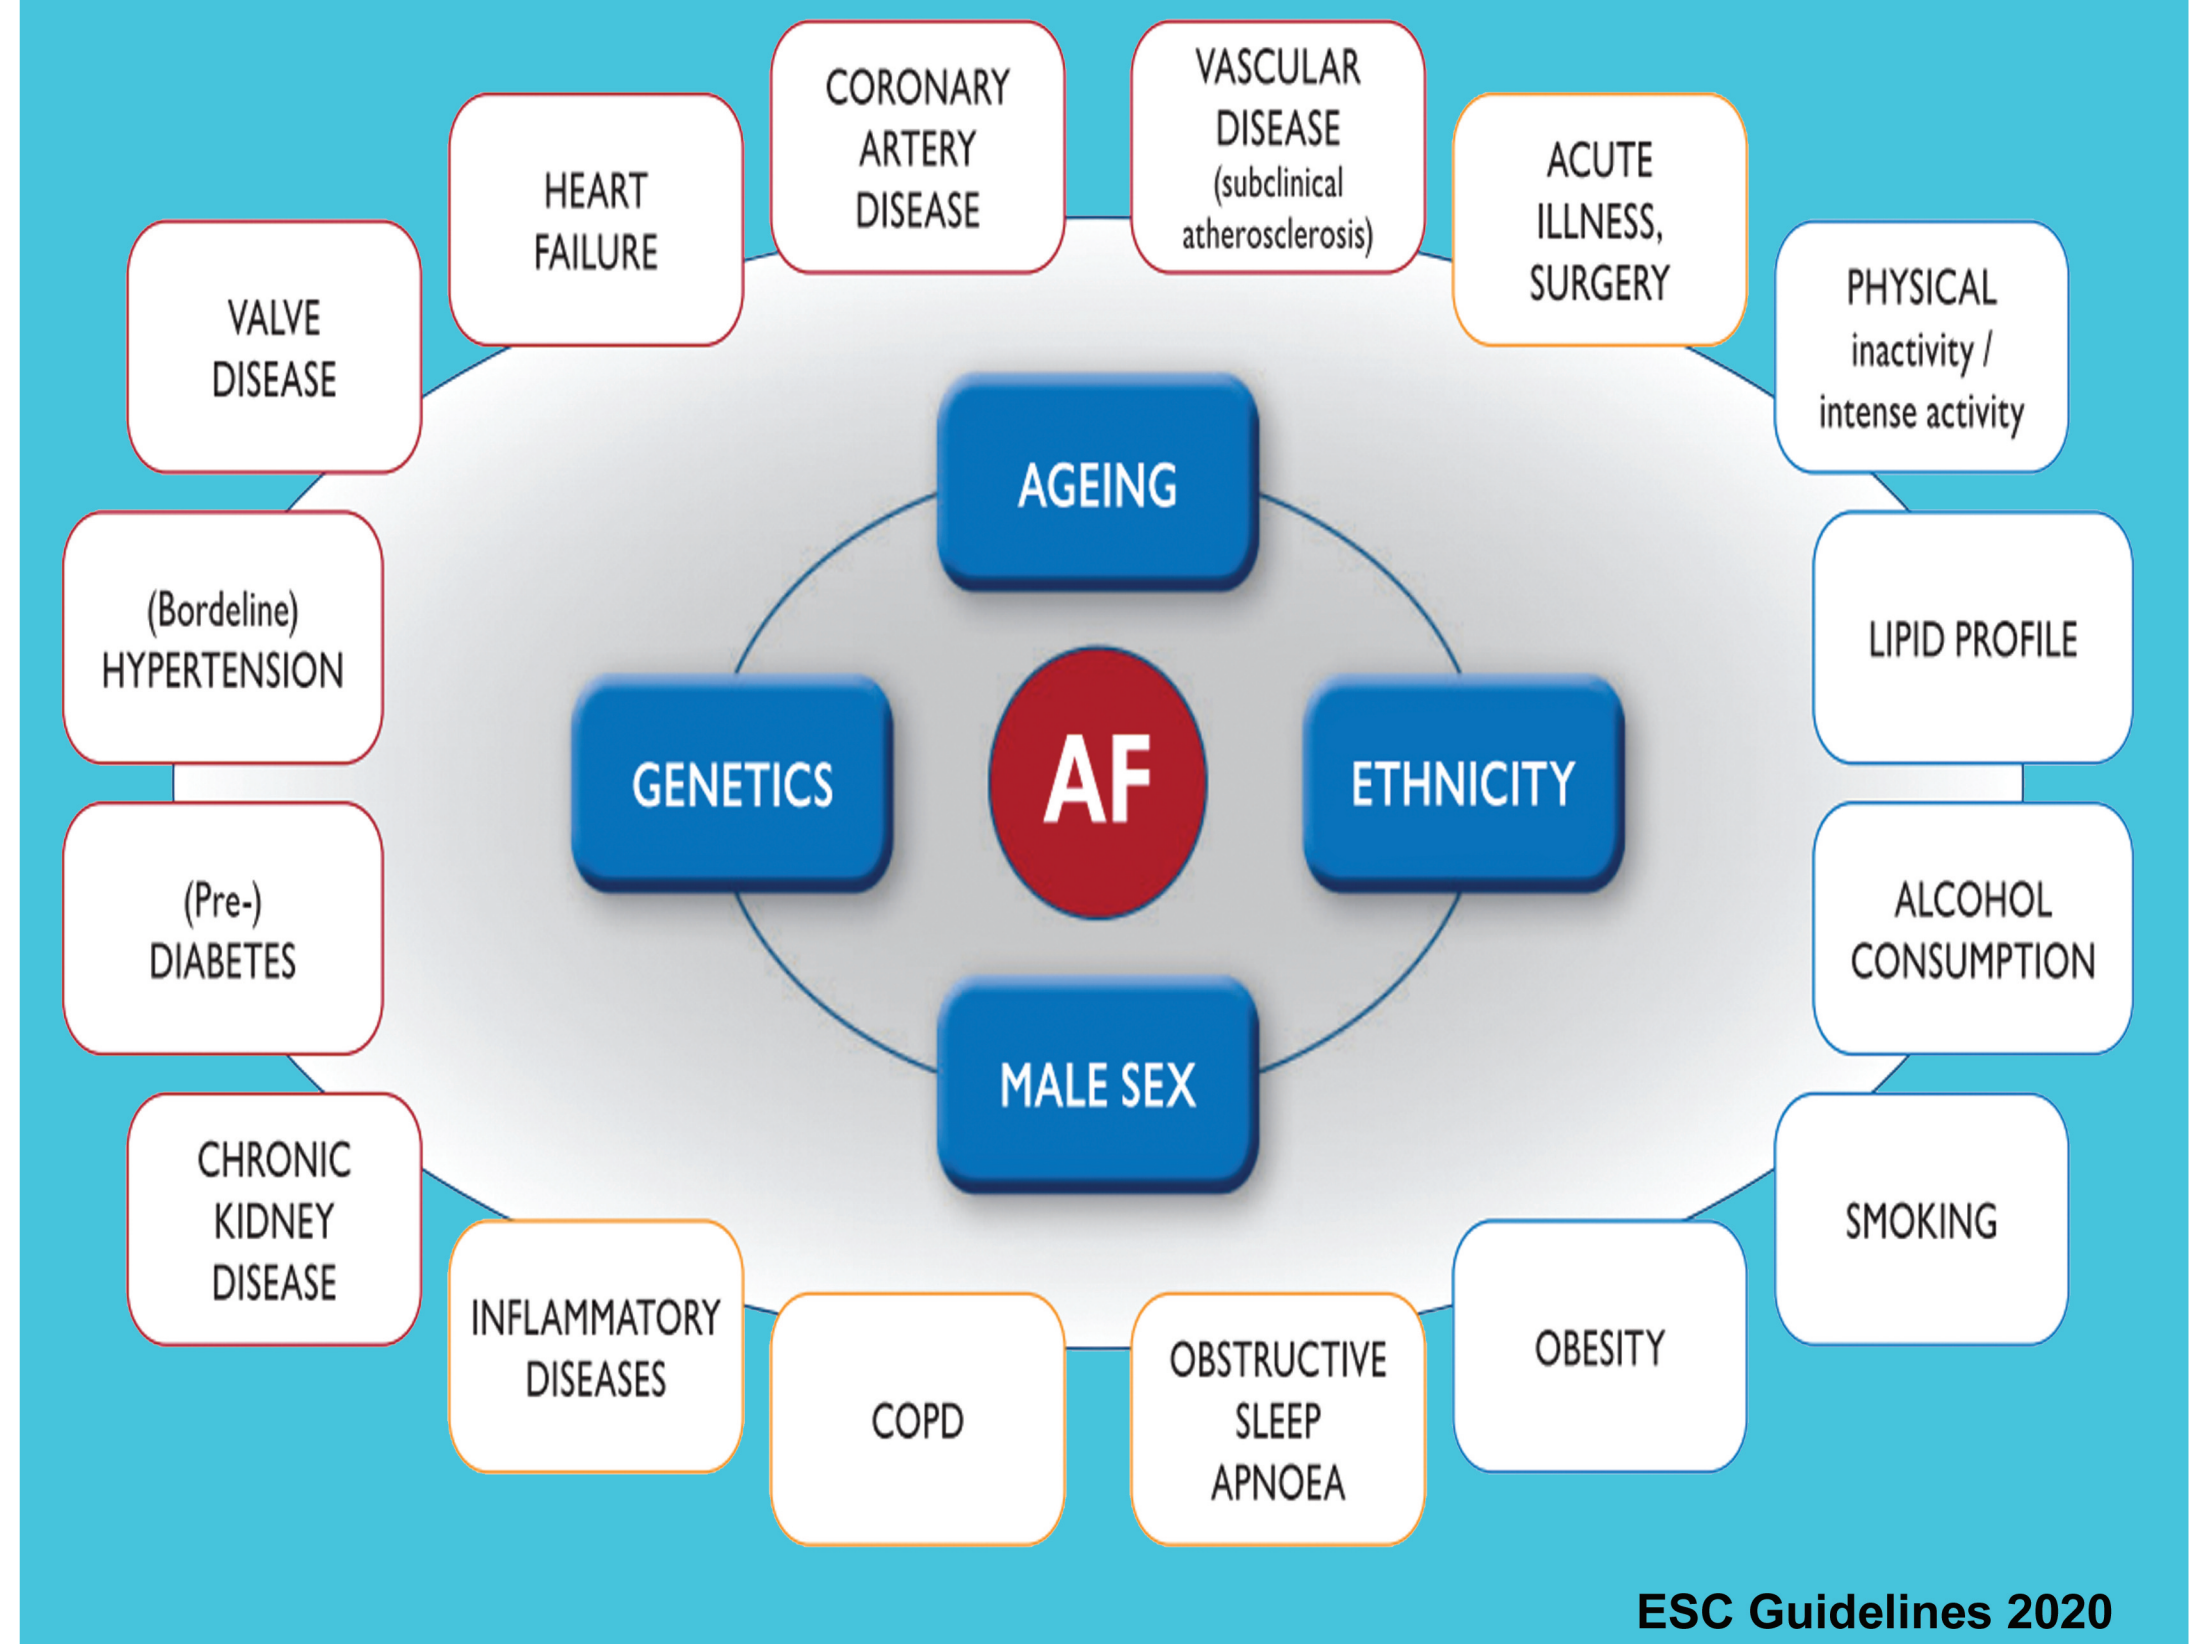 CORONARY
ARTERY
DISEASE
VASCULAR
DISEASE
(subclinical
atherosclerosis)
HEART
FAILURE
ACUTE
ILLNESS,
SURGERY
VALVE
DISEASE
PHYSICAL
inactivity /
intense activity
AGEING
(Bordeline)
HYPERTENSION
LIPID PROFILE
GENETICS
AF
ETHNICITY
(Pre-)
DIABETES
ALCOHOL
CONSUMPTION
MALE SEX
CHRONIC
KIDNEY
DISEASE
SMOKING
INFLAMMATORY
DISEASES
COPD
OBSTRUCTIVE
SLEEP
APNOEA
OBESITY
ESC Guidelines 2020